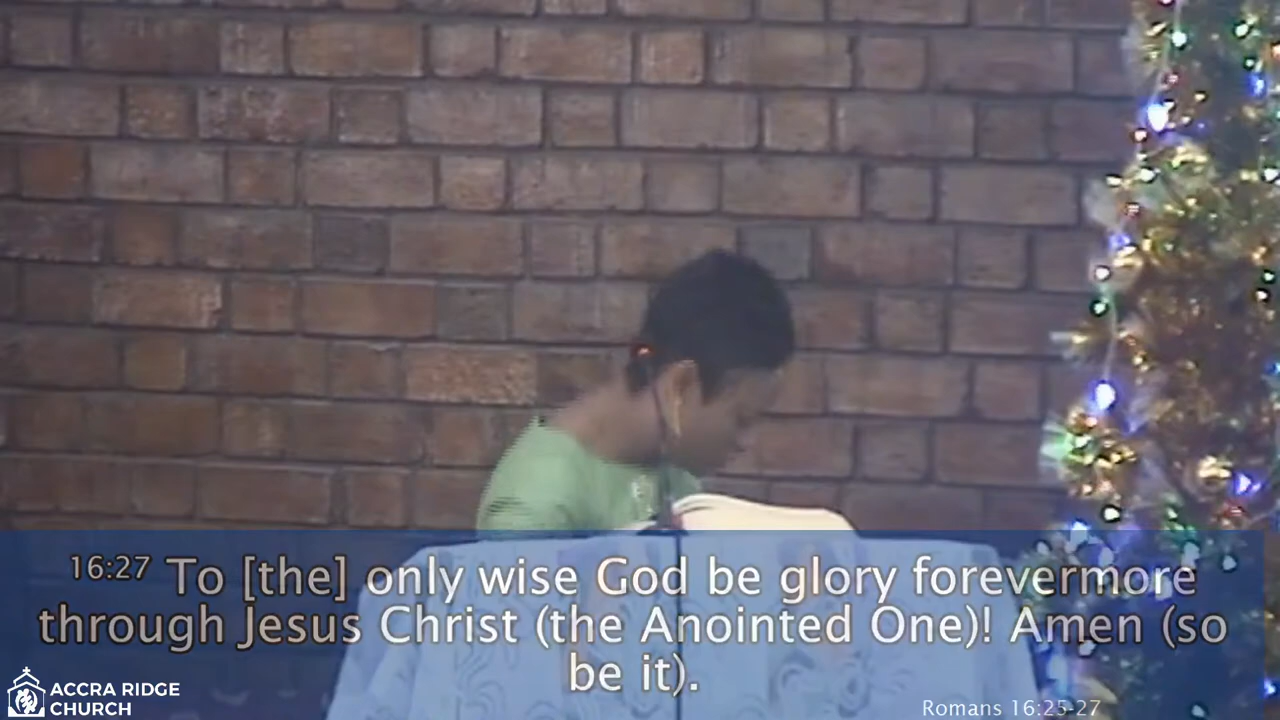 16:27 To [the] only wise God be glory forevermore
through Jesus Christ (the Anointed One)! Amen (so
be it).
Romans 16:25-27
ACCRA RIDGE
CHURCH